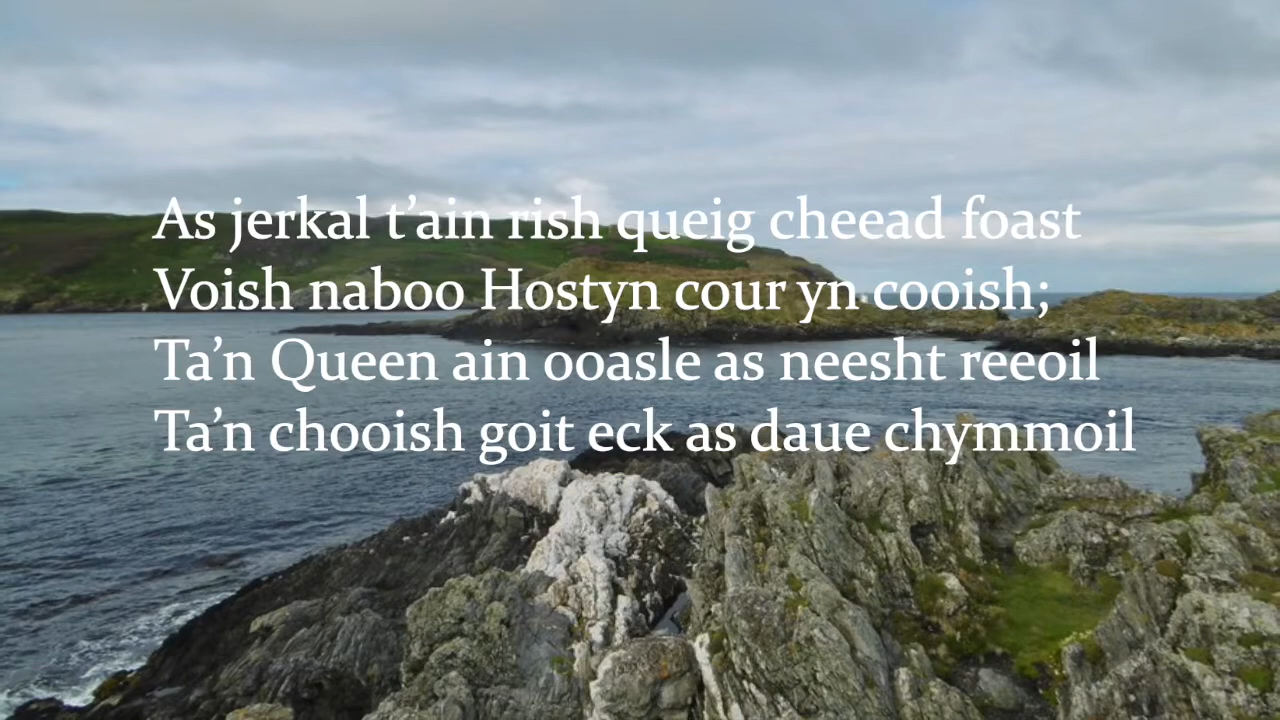 As jerkal t’ain rish queig cheead foast
Voish naboo Hostyn cour yn cooish;
Ta’n Queen ain ooasle as neesht reeoil
Ta’n chooish goit eck as daue chymmoil